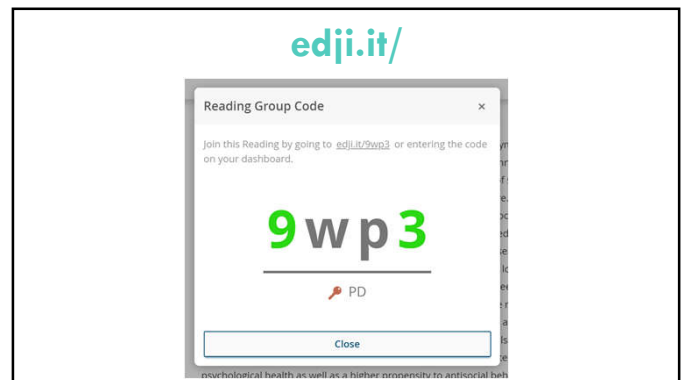 edji.it/
Reading Group Code ×
Join this Reading by going to edji.it/9wp3 or entering the code
on your dashboard.
9wp3
PD
Close
psychological health as well as a higher propensity to antisocial beh